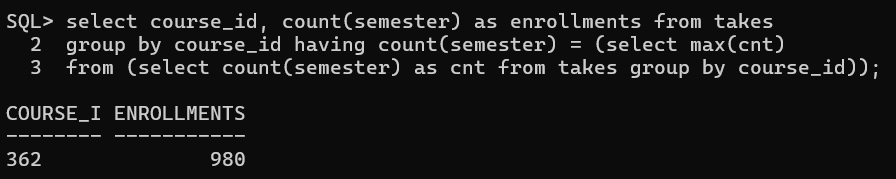 SQL> select course_id, count(semester) as enrollments from takes
  2  group by course_id having count(semester) = (select max(cnt)
  3  from (select count(semester) as cnt from takes group by course_id));
COURSE_I ENROLLMENTS
-------- -----------
362              980